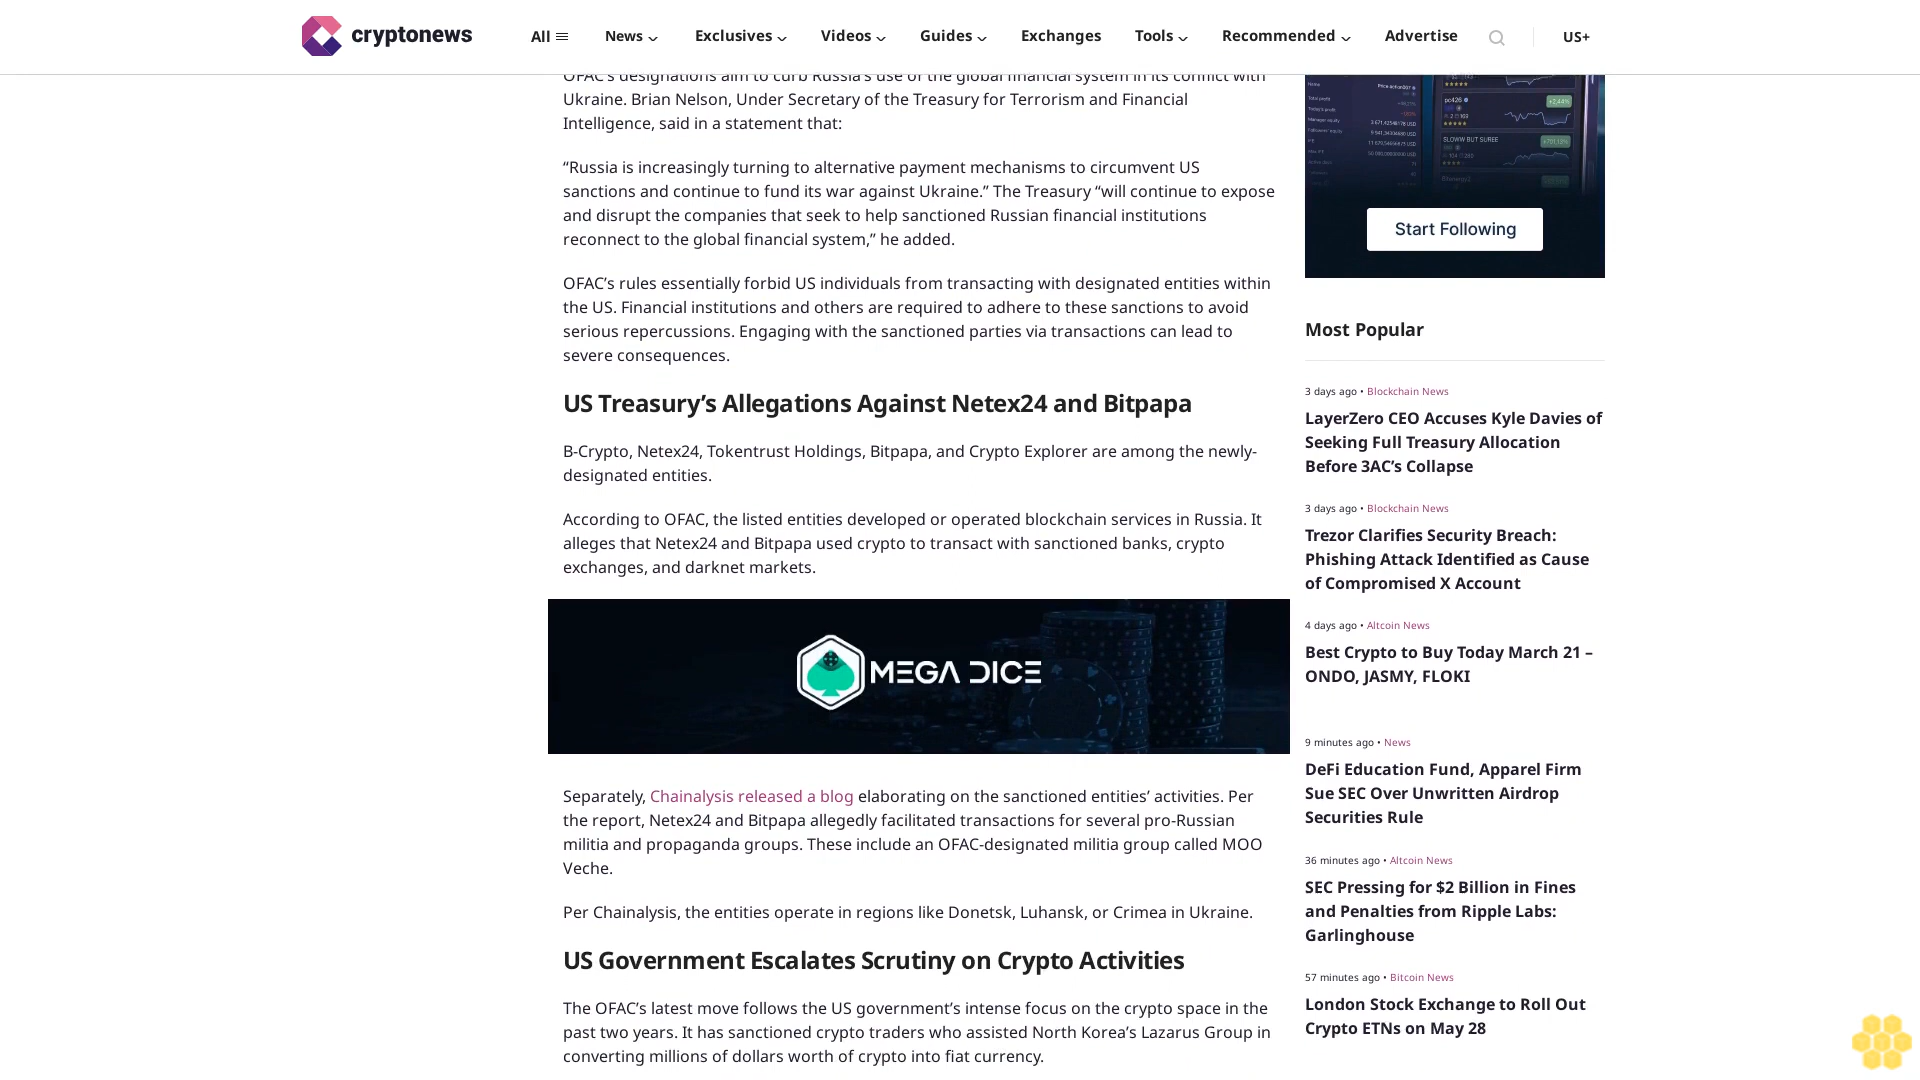 cryptonews
All
News
Exclusives
Videos
Guides
Exchanges
Tools
Recommended
Advertise
US+
OFAC’s designations aim to curb Russia’s use of the global financial system in its conflict with
Ukraine. Brian Nelson, Under Secretary of the Treasury for Terrorism and Financial
Intelligence, said in a statement that:
“Russia is increasingly turning to alternative payment mechanisms to circumvent US
sanctions and continue to fund its war against Ukraine.” The Treasury “will continue to expose
and disrupt the companies that seek to help sanctioned Russian financial institutions
reconnect to the global financial system,” he added.
OFAC’s rules essentially forbid US individuals from transacting with designated entities within
the US. Financial institutions and others are required to adhere to these sanctions to avoid
serious repercussions. Engaging with the sanctioned parties via transactions can lead to
severe consequences.
US Treasury’s Allegations Against Netex24 and Bitpapa
B-Crypto, Netex24, Tokentrust Holdings, Bitpapa, and Crypto Explorer are among the newly-
designated entities.
According to OFAC, the listed entities developed or operated blockchain services in Russia. It
alleges that Netex24 and Bitpapa used crypto to transact with sanctioned banks, crypto
exchanges, and darknet markets.
MEGA DICE
Separately, Chainalysis released a blog elaborating on the sanctioned entities’ activities. Per
the report, Netex24 and Bitpapa allegedly facilitated transactions for several pro-Russian
militia and propaganda groups. These include an OFAC-designated militia group called MOO
Veche.
Per Chainalysis, the entities operate in regions like Donetsk, Luhansk, or Crimea in Ukraine.
US Government Escalates Scrutiny on Crypto Activities
The OFAC’s latest move follows the US government’s intense focus on the crypto space in the
past two years. It has sanctioned crypto traders who assisted North Korea’s Lazarus Group in
converting millions of dollars worth of crypto into fiat currency.
Name
Total profit
Today's profit
Manager equity
pc426
+2,44%
SLOWW BUT SUREE
Start Following
Most Popular
3 days ago • Blockchain News
LayerZero CEO Accuses Kyle Davies of
Seeking Full Treasury Allocation
Before 3AC’s Collapse
3 days ago • Blockchain News
Trezor Clarifies Security Breach:
Phishing Attack Identified as Cause
of Compromised X Account
4 days ago • Altcoin News
Best Crypto to Buy Today March 21 –
ONDO, JASMY, FLOKI
9 minutes ago • News
DeFi Education Fund, Apparel Firm
Sue SEC Over Unwritten Airdrop
Securities Rule
36 minutes ago • Altcoin News
SEC Pressing for $2 Billion in Fines
and Penalties from Ripple Labs:
Garlinghouse
57 minutes ago • Bitcoin News
London Stock Exchange to Roll Out
Crypto ETNs on May 28